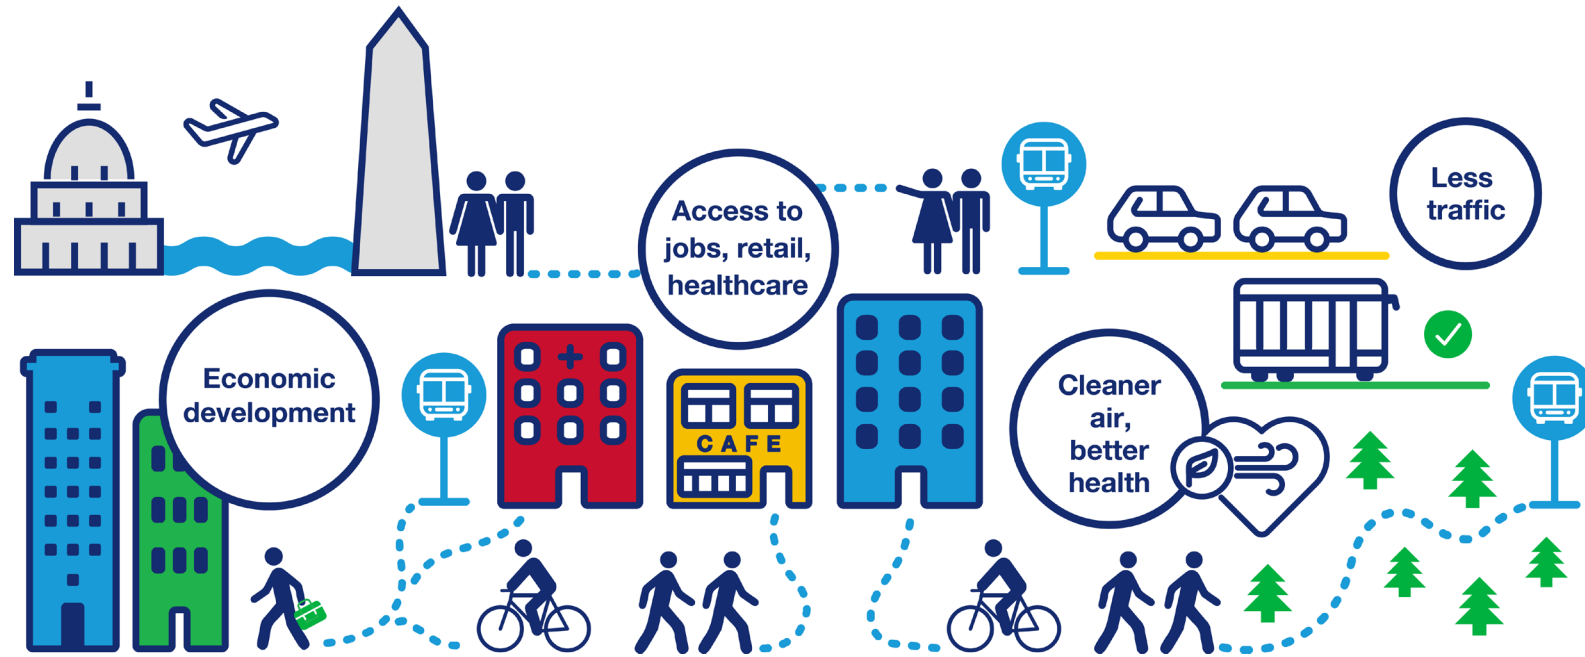 Access to
jobs, retail,
healthcare
Less
traffic
Economic
development
CAFE
Cleaner
air,
better
health